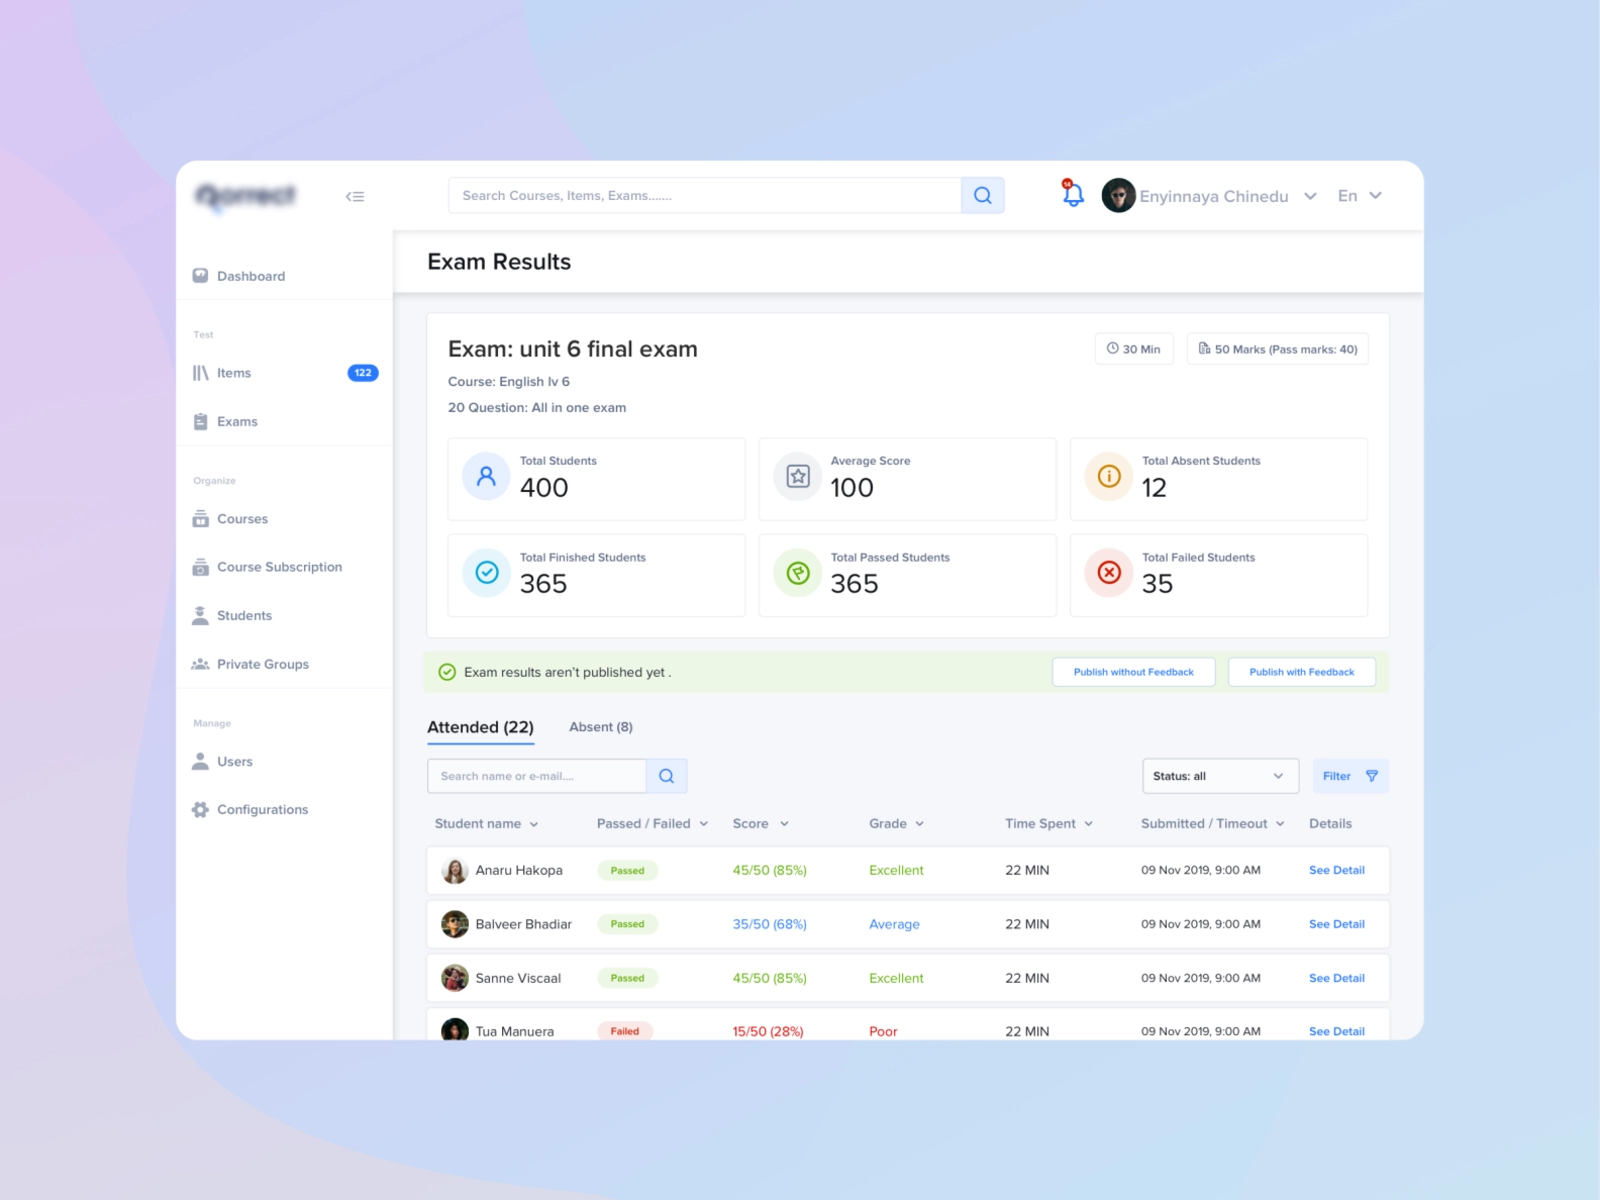 Qorrect
Search Courses, Items, Exams.......
Enyinnaya Chinedu
En
Dashboard
Test
Items
122
Exams
Organize
Courses
Course Subscription
Students
Private Groups
Manage
Users
Configurations
Exam Results
Exam: unit 6 final exam
30 Min
50 Marks (Pass marks: 40)
Course: English lv 6
20 Question: All in one exam
Total Students
400
Average Score
100
Total Absent Students
12
Total Finished Students
365
Total Passed Students
365
Total Failed Students
35
Exam results aren't published yet .
Publish without Feedback
Publish with Feedback
Attended (22)
Absent (8)
Search name or e-mail....
Status: all
Filter
Student name
Passed / Failed
Score
Grade
Time Spent
Submitted / Timeout
Details
Anaru Hakopa
Passed
45/50 (85%)
Excellent
22 MIN
09 Nov 2019, 9:00 AM
See Detail
Balveer Bhadiar
Passed
35/50 (68%)
Average
22 MIN
09 Nov 2019, 9:00 AM
See Detail
Sanne Viscaal
Passed
45/50 (85%)
Excellent
22 MIN
09 Nov 2019, 9:00 AM
See Detail
Tua Manuera
Failed
15/50 (28%)
Poor
22 MIN
09 Nov 2019, 9:00 AM
See Detail